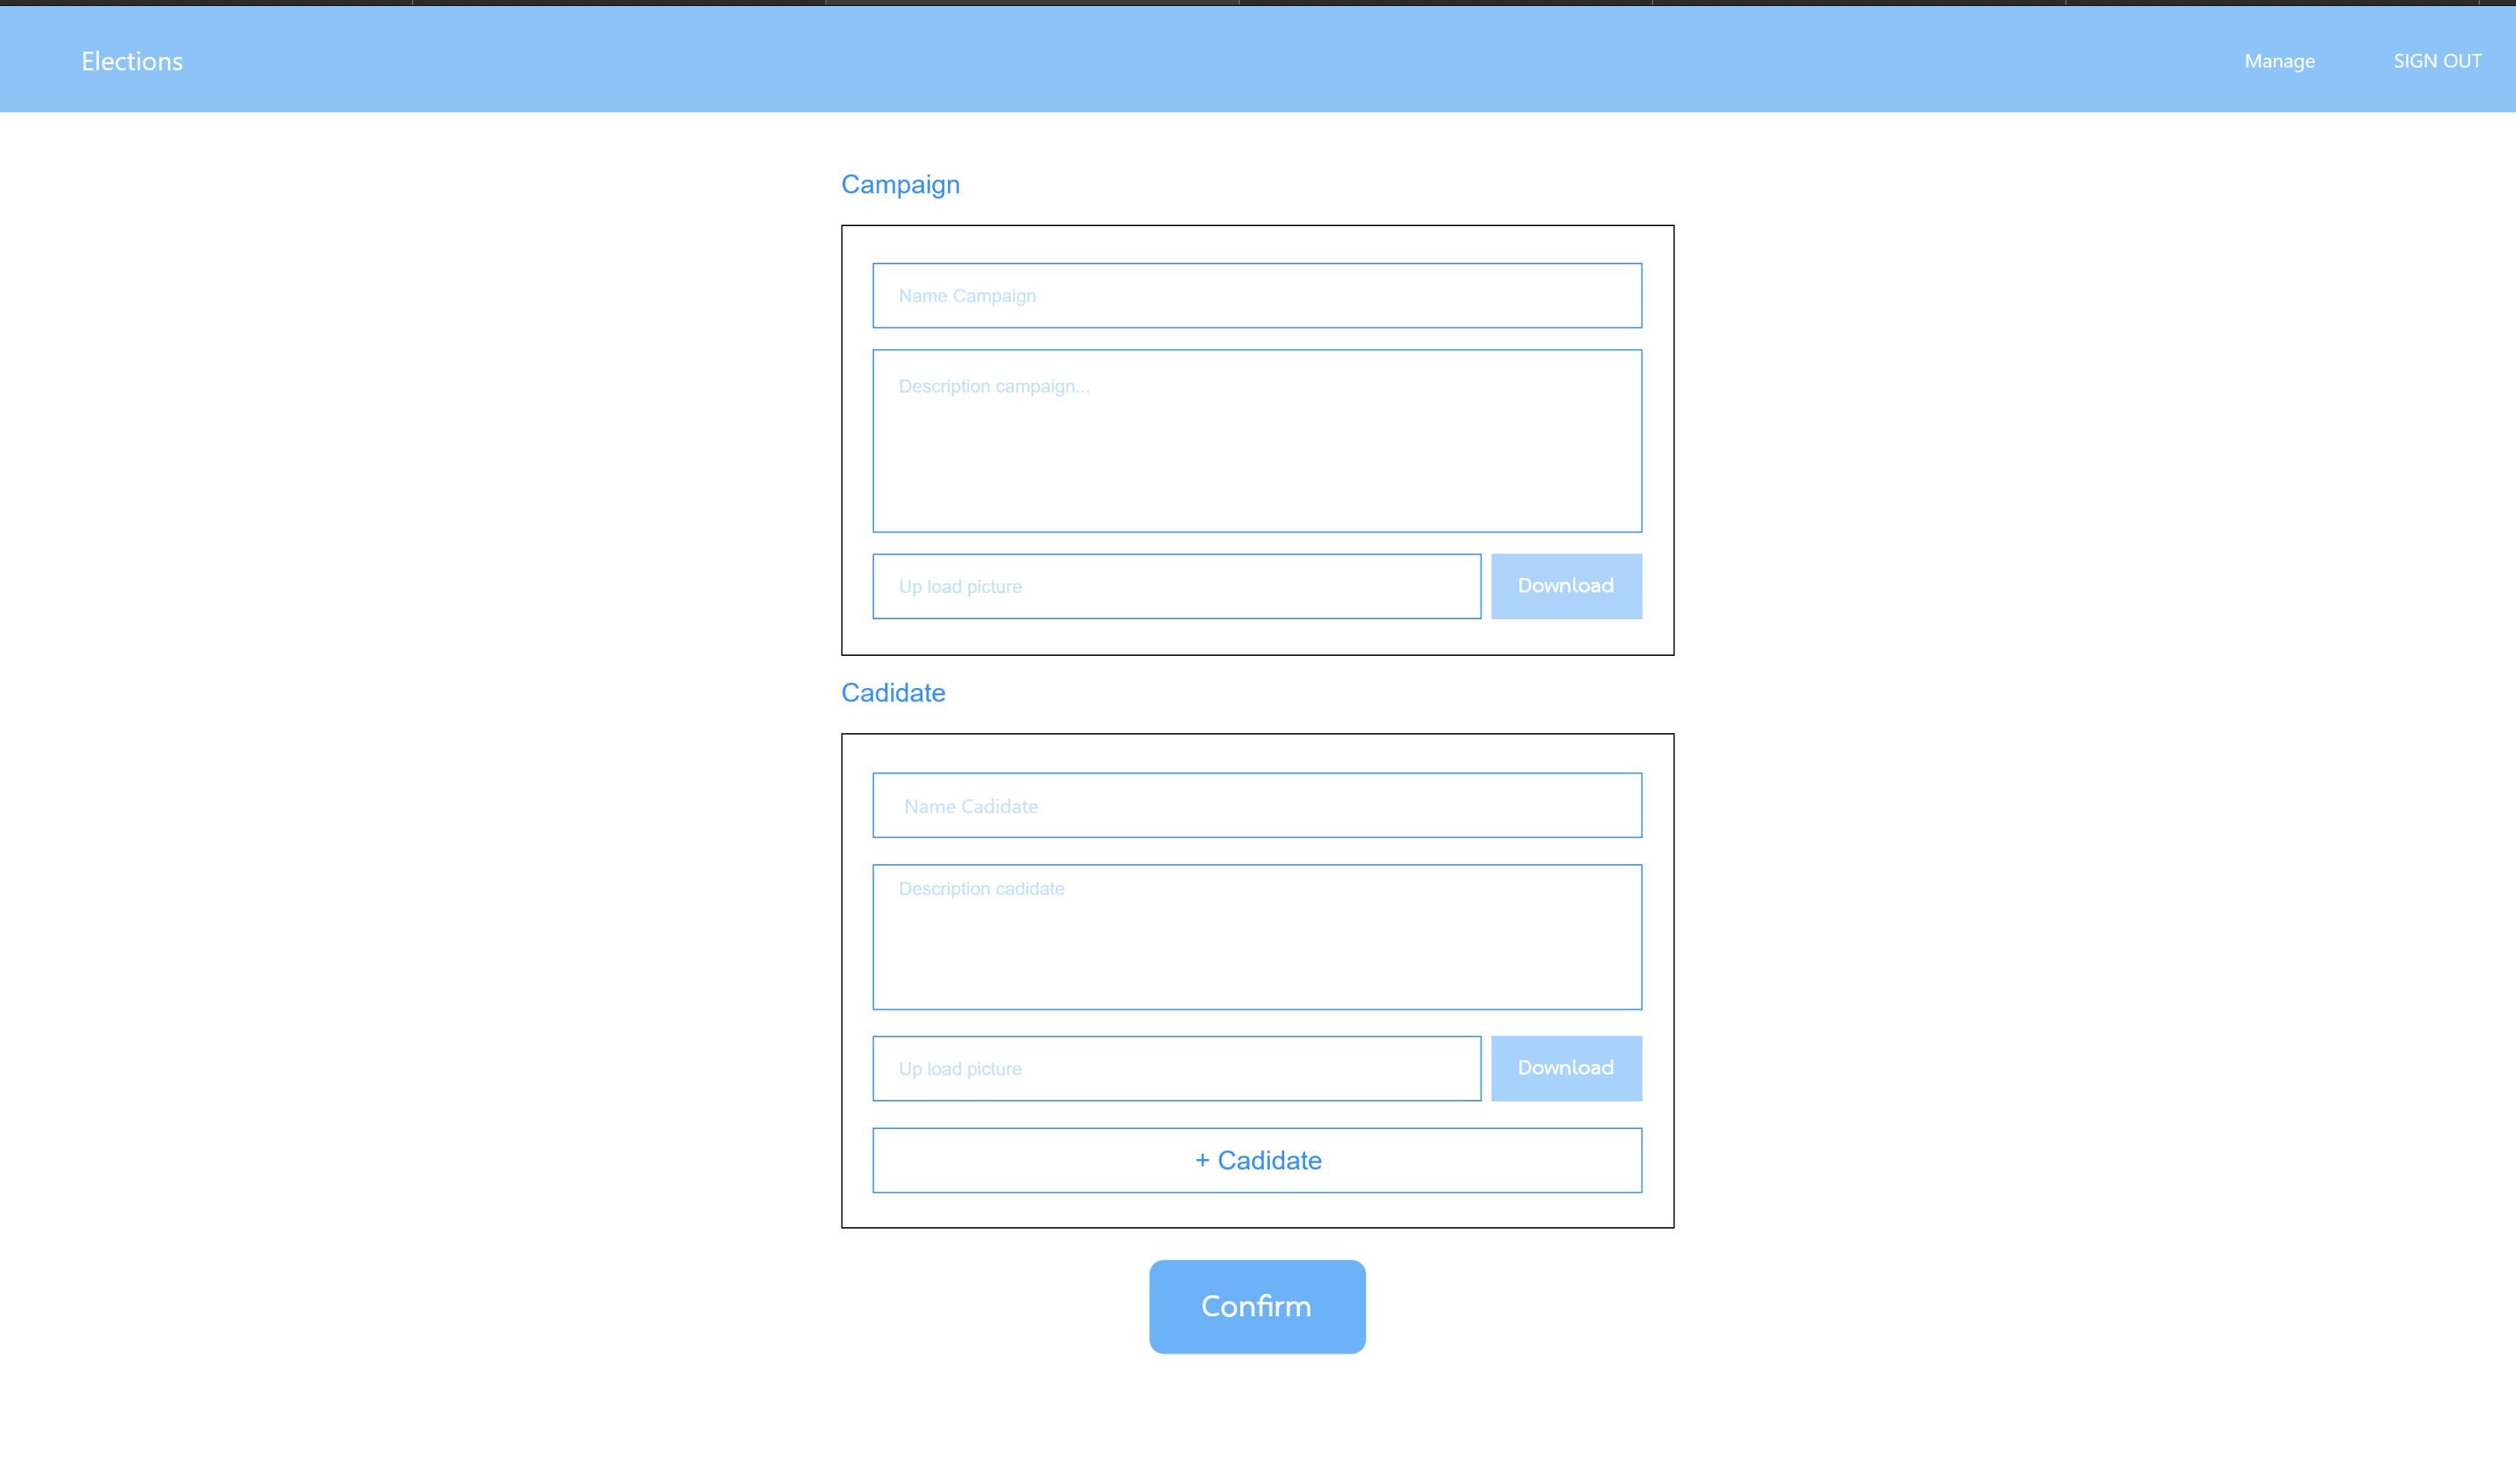 Elections
Manage
SIGN OUT
Campaign
Name Campaign
Description campaign...
Up load picture
Download
Cadidate
Name Cadidate
Description cadidate
Up load picture
Download
+ Cadidate
Confirm